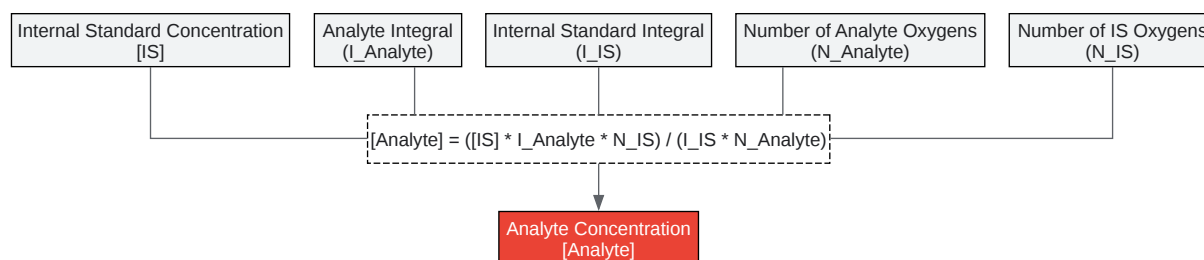 Internal Standard Concentration
[IS]
Analyte Integral
(I_Analyte)
Internal Standard Integral
(I_IS)
Number of Analyte Oxygens
(N_Analyte)
Number of IS Oxygens
(N_IS)
[Analyte] = ([IS] * I_Analyte * N_IS) / (I_IS * N_Analyte)
Analyte Concentration
[Analyte]